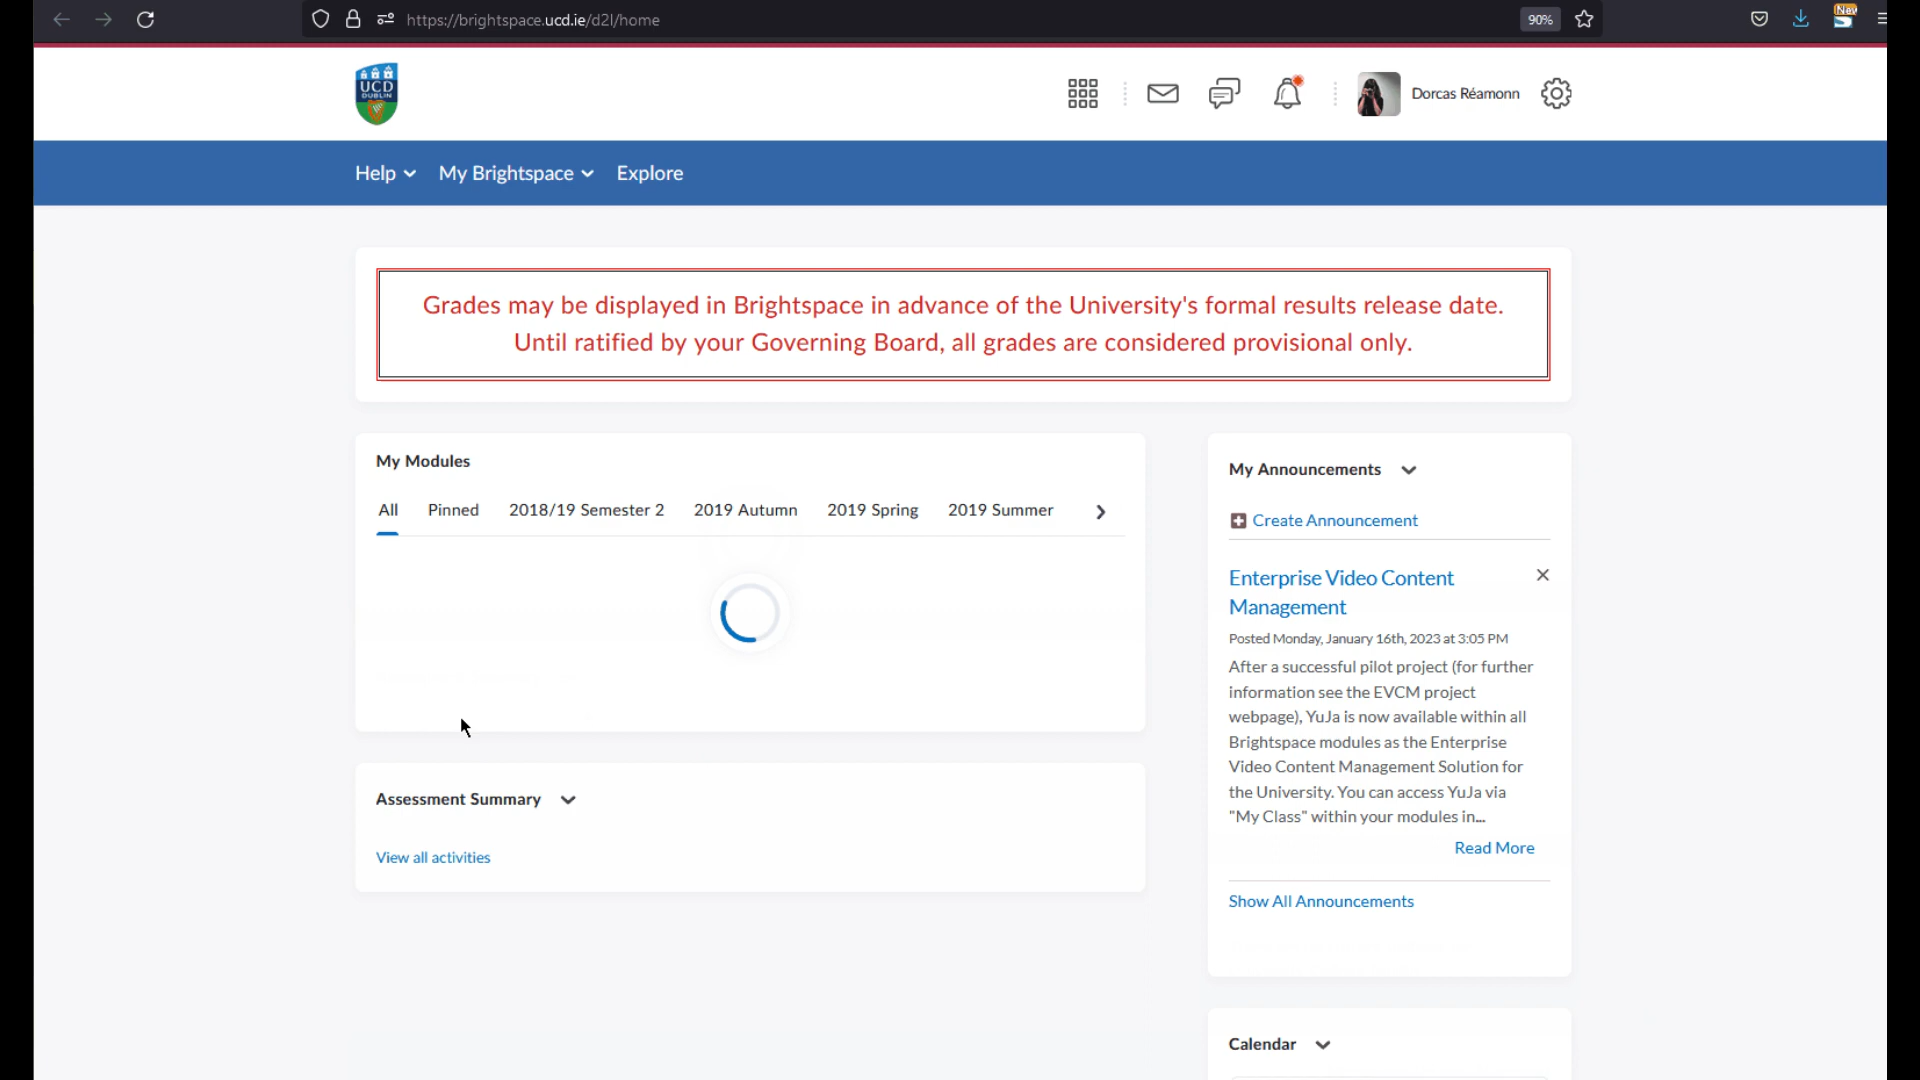 https://brightspace.ucd.ie/d2l/home
90%
New
UCD
DUBLIN
Dorcas Réamonn
Help
My Brightspace
Explore
Grades may be displayed in Brightspace in advance of the University's formal results release date.
Until ratified by your Governing Board, all grades are considered provisional only.
My Modules
All
Pinned
2018/19 Semester 2
2019 Autumn
2019 Spring
2019 Summer
Assessment Summary
View all activities
My Announcements
Create Announcement
Enterprise Video Content
Management
Posted Monday, January 16th, 2023 at 3:05 PM
After a successful pilot project (for further
information see the EVCM project
webpage), YuJa is now available within all
Brightspace modules as the Enterprise
Video Content Management Solution for
the University. You can access YuJa via
"My Class" within your modules in...
Read More
Show All Announcements
Calendar